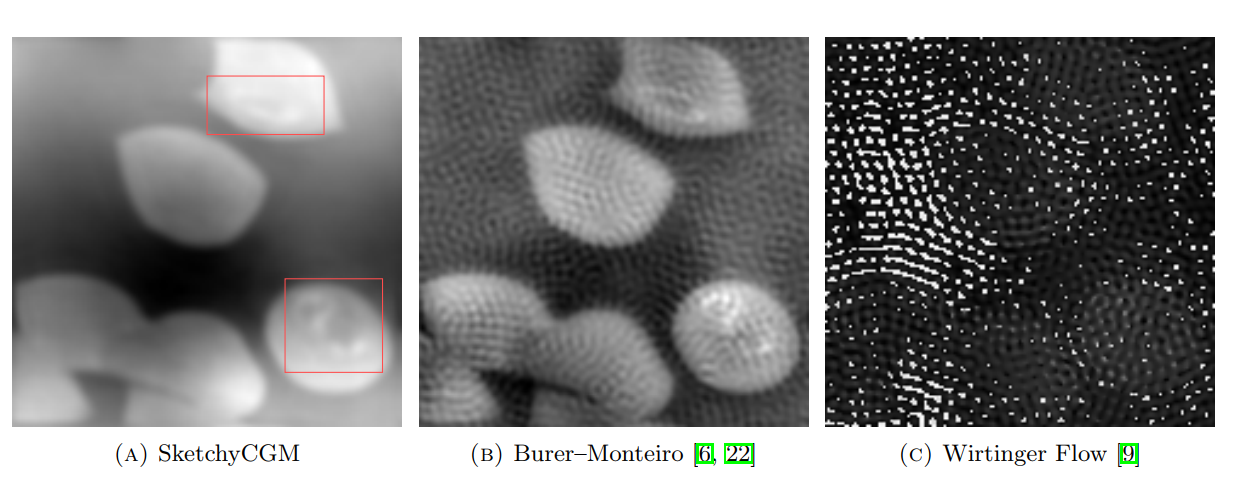 (A) SketchyCGM
(B) Burer–Monteiro [6, 22]
(C) Wirtinger Flow [9]